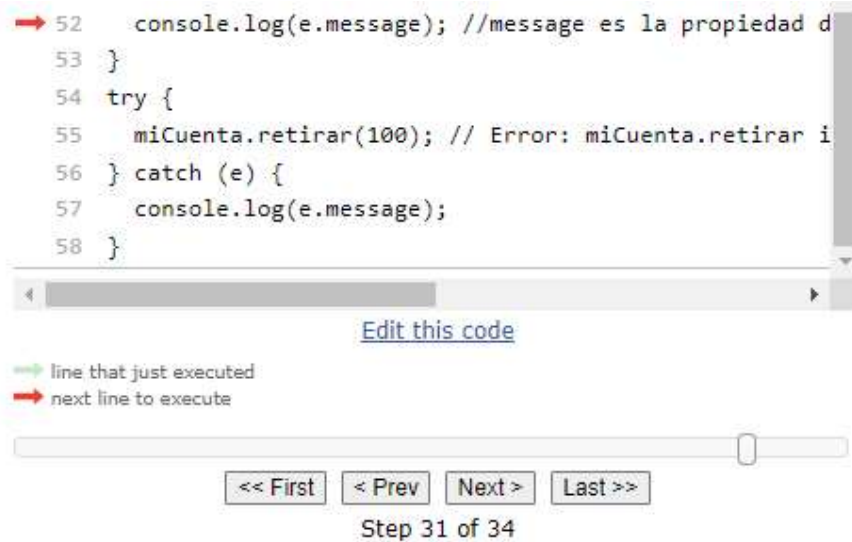 52 console.log(e.message); //message es la propiedad d
53 }
54 try {
55 miCuenta.retirar(100); // Error: miCuenta.retirar i
56 } catch (e) {
57 console.log(e.message);
58 }
Edit this code
line that just executed
next line to execute
<< First < Prev Next > Last >>
Step 31 of 34